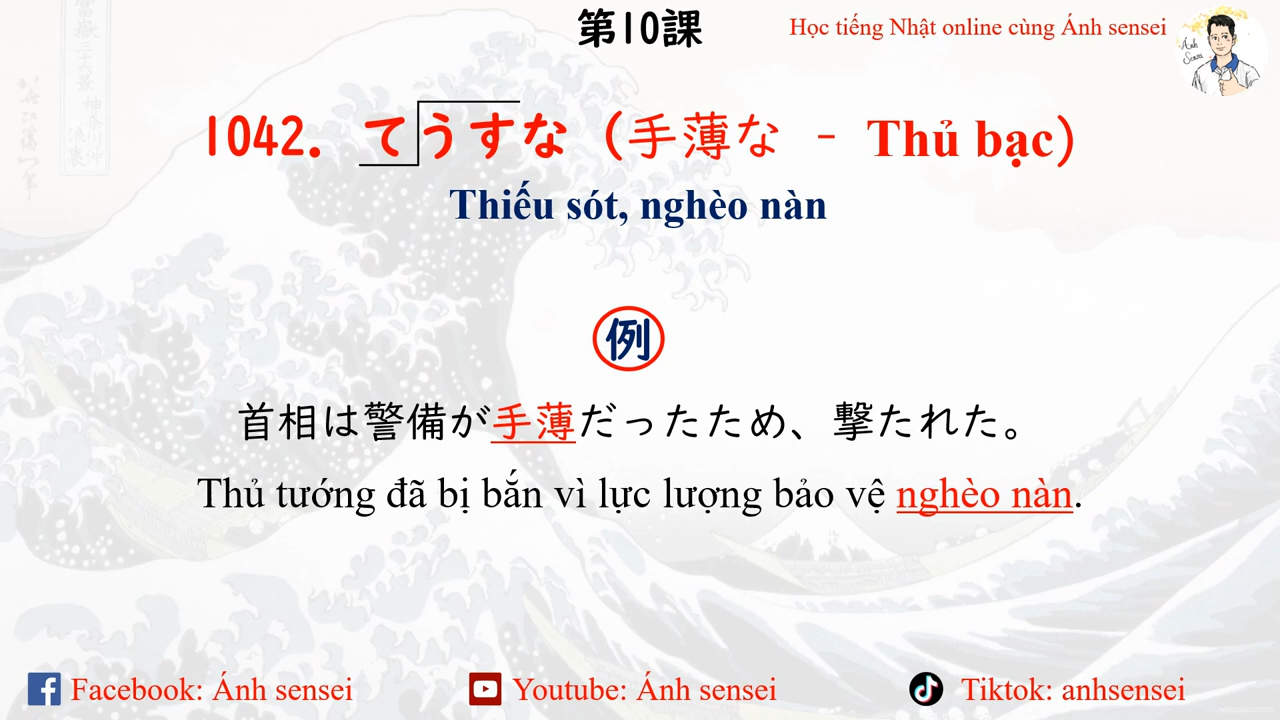 第10課
Học tiếng Nhật online cùng Ánh sensei
Ánh Sensei
1042. てうすな (手薄な - Thủ bạc)
Thiếu sót, nghèo nàn
例
首相は警備が手薄だったため、撃たれた。
Thủ tướng đã bị bắn vì lực lượng bảo vệ nghèo nàn.
Facebook: Ánh sensei
Youtube: Ánh sensei
Tiktok: anhsensei